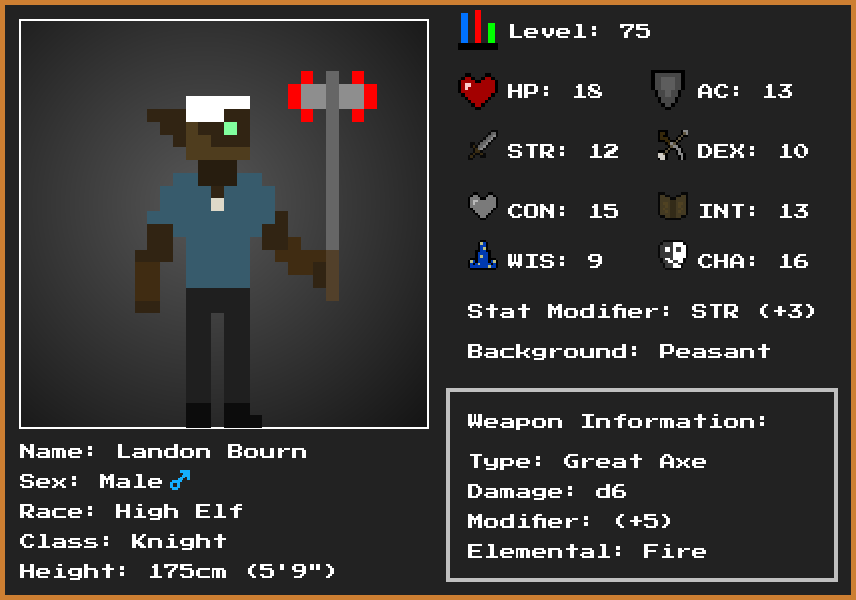 Level: 75
HP: 18 AC: 13
STR: 12 DEX: 10
CON: 15 INT: 13
WIS: 9 CHA: 16
Stat Modifier: STR (+3)
Background: Peasant
Weapon Information:
Type: Great Axe
Damage: d6
Modifier: (+5)
Elemental: Fire
Name: Landon Bourn
Sex: Male♂
Race: High Elf
Class: Knight
Height: 175cm (5'9")